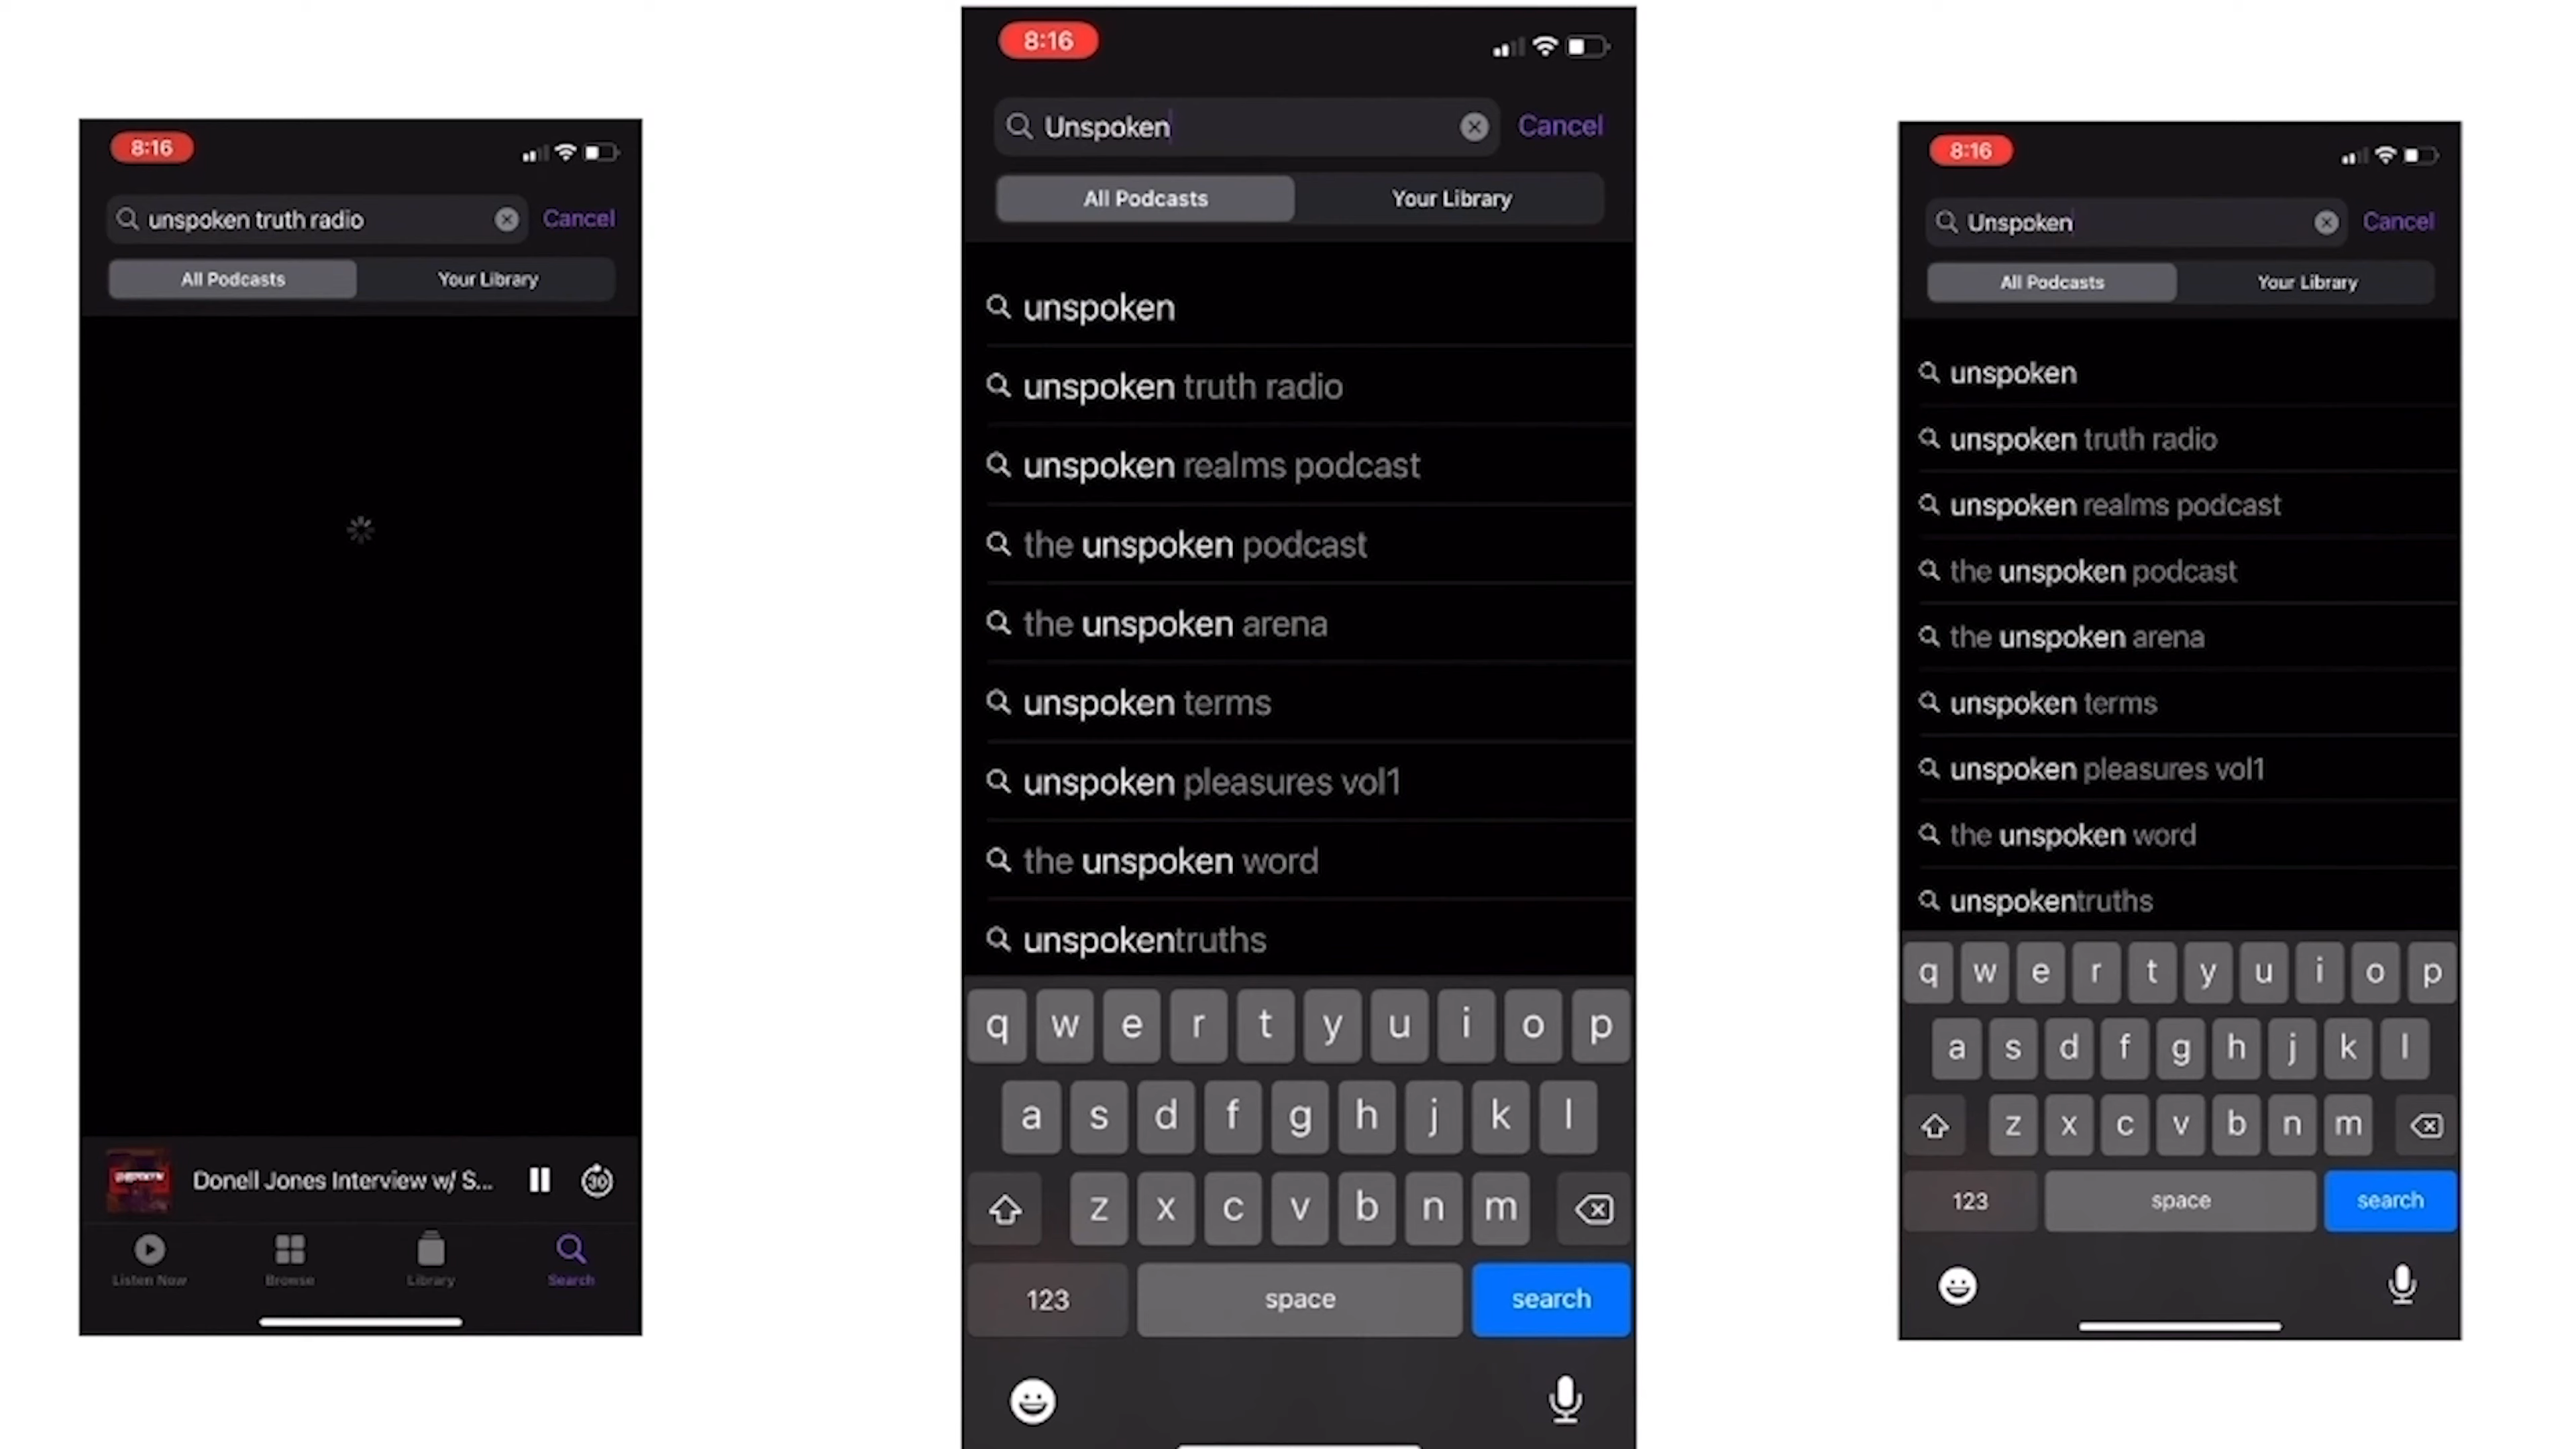 8:16
unspoken truth radio
Cancel
All Podcasts
Your Library
Donell Jones Interview w/ S...
30
Listen Now
Browse
Library
Search
8:16
Unspoken
Cancel
All Podcasts
Your Library
unspoken
unspoken truth radio
unspoken realms podcast
the unspoken podcast
the unspoken arena
unspoken terms
unspoken pleasures vol1
the unspoken word
unspokentruths
q w e r t y u i o p
a s d f g h j k l
z x c v b n m
123 space search
8:16
Unspoken
Cancel
All Podcasts
Your Library
unspoken
unspoken truth radio
unspoken realms podcast
the unspoken podcast
the unspoken arena
unspoken terms
unspoken pleasures vol1
the unspoken word
unspokentruths
q w e r t y u i o p
a s d f g h j k l
z x c v b n m
123 space search